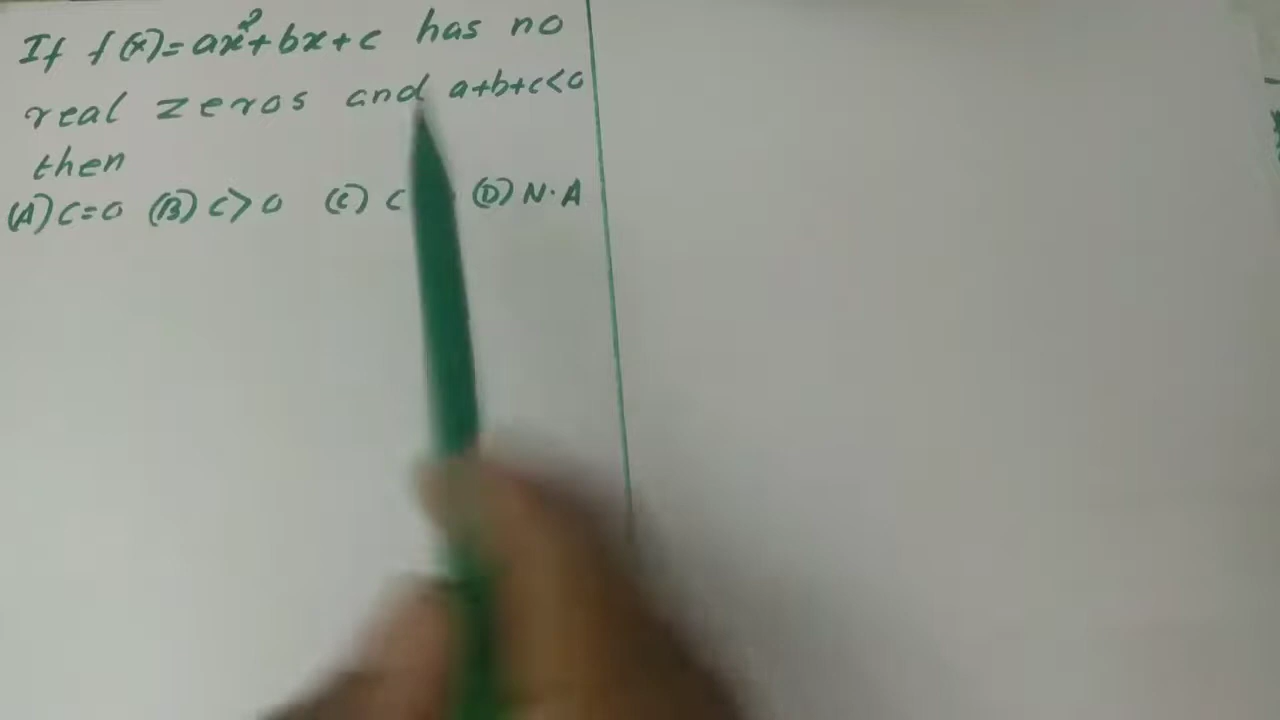 If f(x)=ax²+bx+c has no
real zeros and a+b+c<0
then
(A) C=0 (B) C>0 (C) C (D) N.A